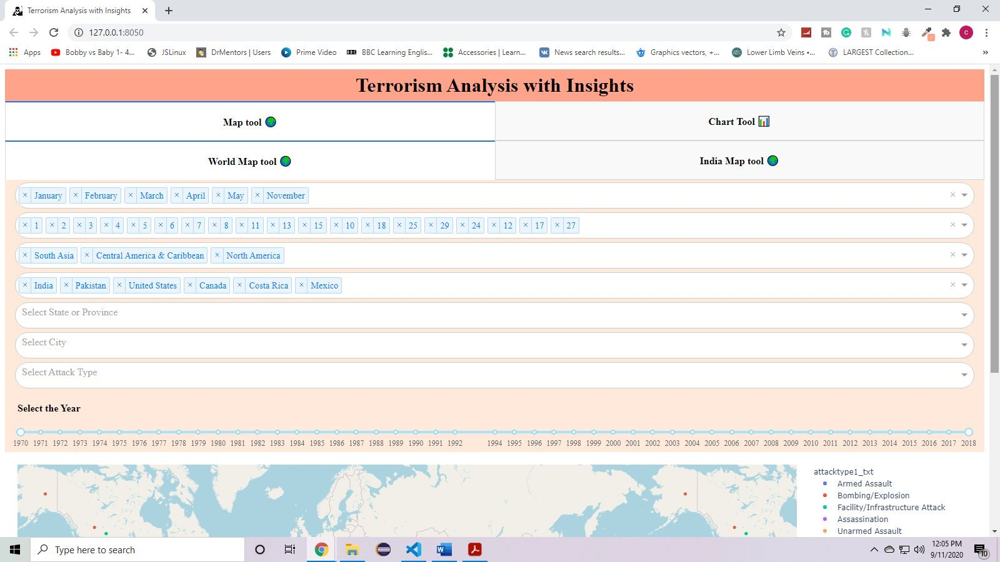 Terrorism Analysis with Insights
127.0.0.1:8050
Apps Bobby vs Baby 1- 4... JSLinux DrMentors | Users Prime Video BBC Learning Englis... Accessories | Learn... News search results... Graphics vectors, +... Lower Limb Veins •... LARGEST Collection... »
Terrorism Analysis with Insights
Map tool Chart Tool
World Map tool India Map tool
× January × February × March × April × May × November
× 1 × 2 × 3 × 4 × 5 × 6 × 7 × 8 × 11 × 13 × 15 × 10 × 18 × 25 × 29 × 24 × 12 × 17 × 27
× South Asia × Central America & Caribbean × North America
× India × Pakistan × United States × Canada × Costa Rica × Mexico
Select State or Province
Select City
Select Attack Type
Select the Year
1970 1971 1972 1973 1974 1975 1976 1977 1978 1979 1980 1981 1982 1983 1984 1985 1986 1987 1988 1989 1990 1991 1992 1994 1995 1996 1997 1998 1999 2000 2001 2002 2003 2004 2005 2006 2007 2008 2009 2010 2011 2012 2013 2014 2015 2016 2017 2018
attacktype1_txt
Armed Assault
Bombing/Explosion
Facility/Infrastructure Attack
Assassination
Unarmed Assault
Type here to search
12:05 PM
9/11/2020
10